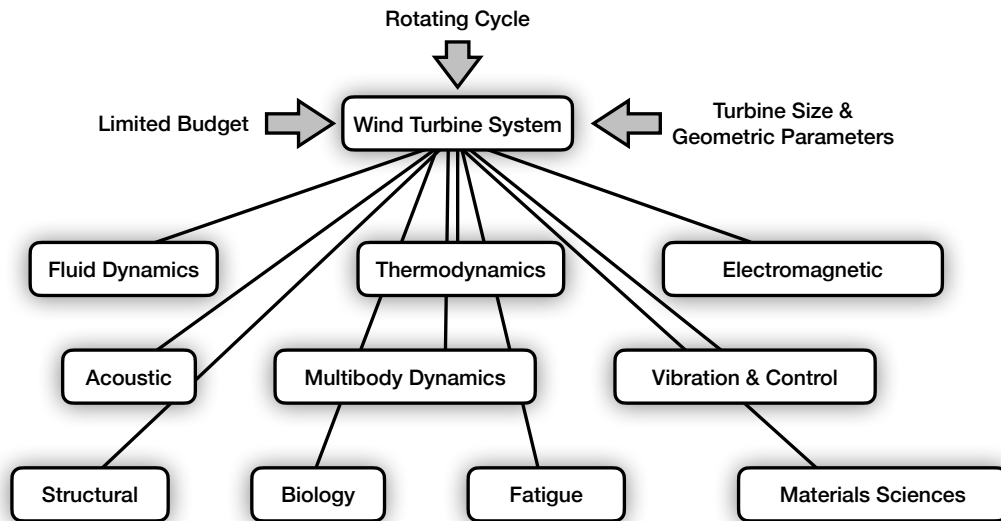 Rotating Cycle
Limited Budget
Wind Turbine System
Turbine Size &
Geometric Parameters
Fluid Dynamics
Thermodynamics
Electromagnetic
Acoustic
Multibody Dynamics
Vibration & Control
Structural
Biology
Fatigue
Materials Sciences